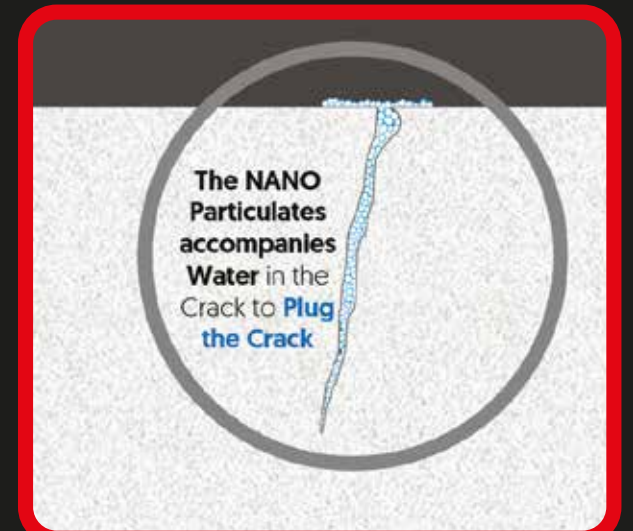 The NANO
Particulates
accompanies
Water in the
Crack to Plug
the Crack